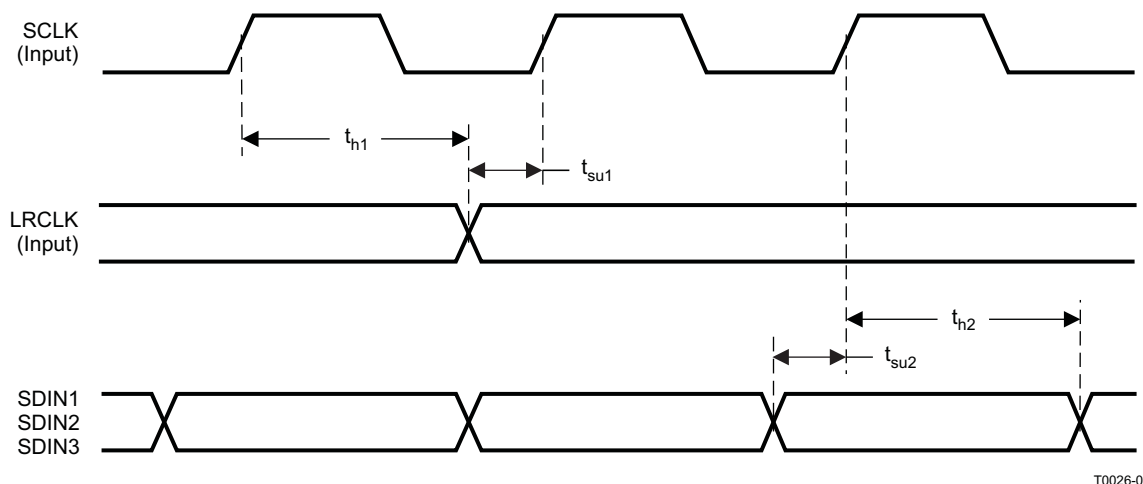 SCLK
(Input)
t_h1
t_su1
LRCLK
(Input)
t_h2
t_su2
SDIN1
SDIN2
SDIN3
T0026-0